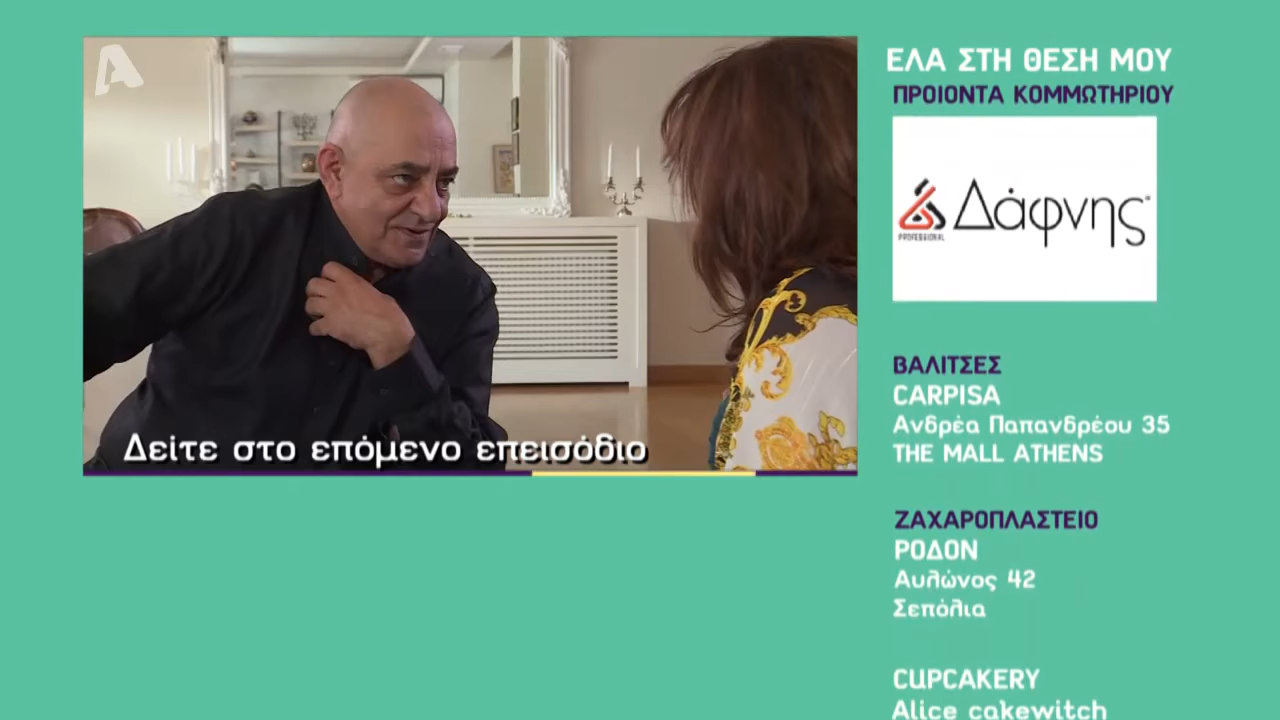 Δείτε στο επόμενο επεισόδιο
ΕΛΑ ΣΤΗ ΘΕΣΗ ΜΟΥ
ΠΡΟΙΟΝΤΑ ΚΟΜΜΩΤΗΡΙΟΥ
Δάφνης
PROFESSIONAL
ΒΑΛΙΤΣΕΣ
CARPISA
Ανδρέα Παπανδρέου 35
THE MALL ATHENS
ΖΑΧΑΡΟΠΛΑΣΤΕΙΟ
ΡΟΔΟΝ
Αυλώνος 42
Σεπόλια
CUPCAKERY
Alice cakewitch